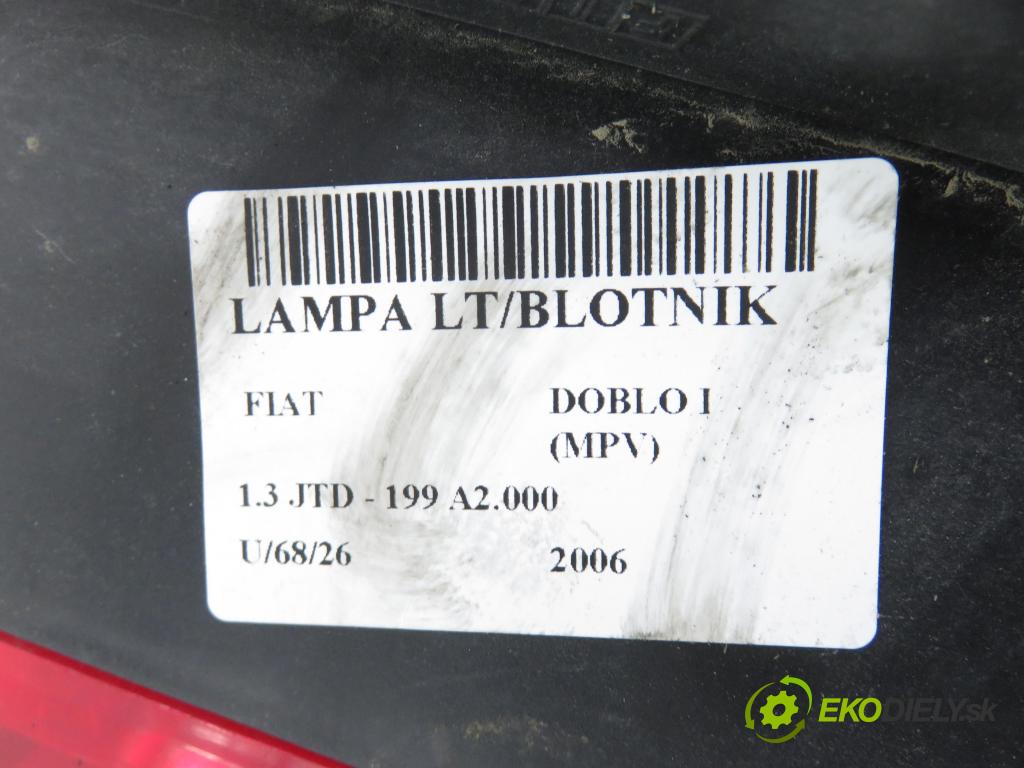 LAMPA LT/BLOTNIK
FIAT DOBLO I
(MPV)
1.3 JTD - 199 A2.000
U/68/26 2006
EKODIELY.sk